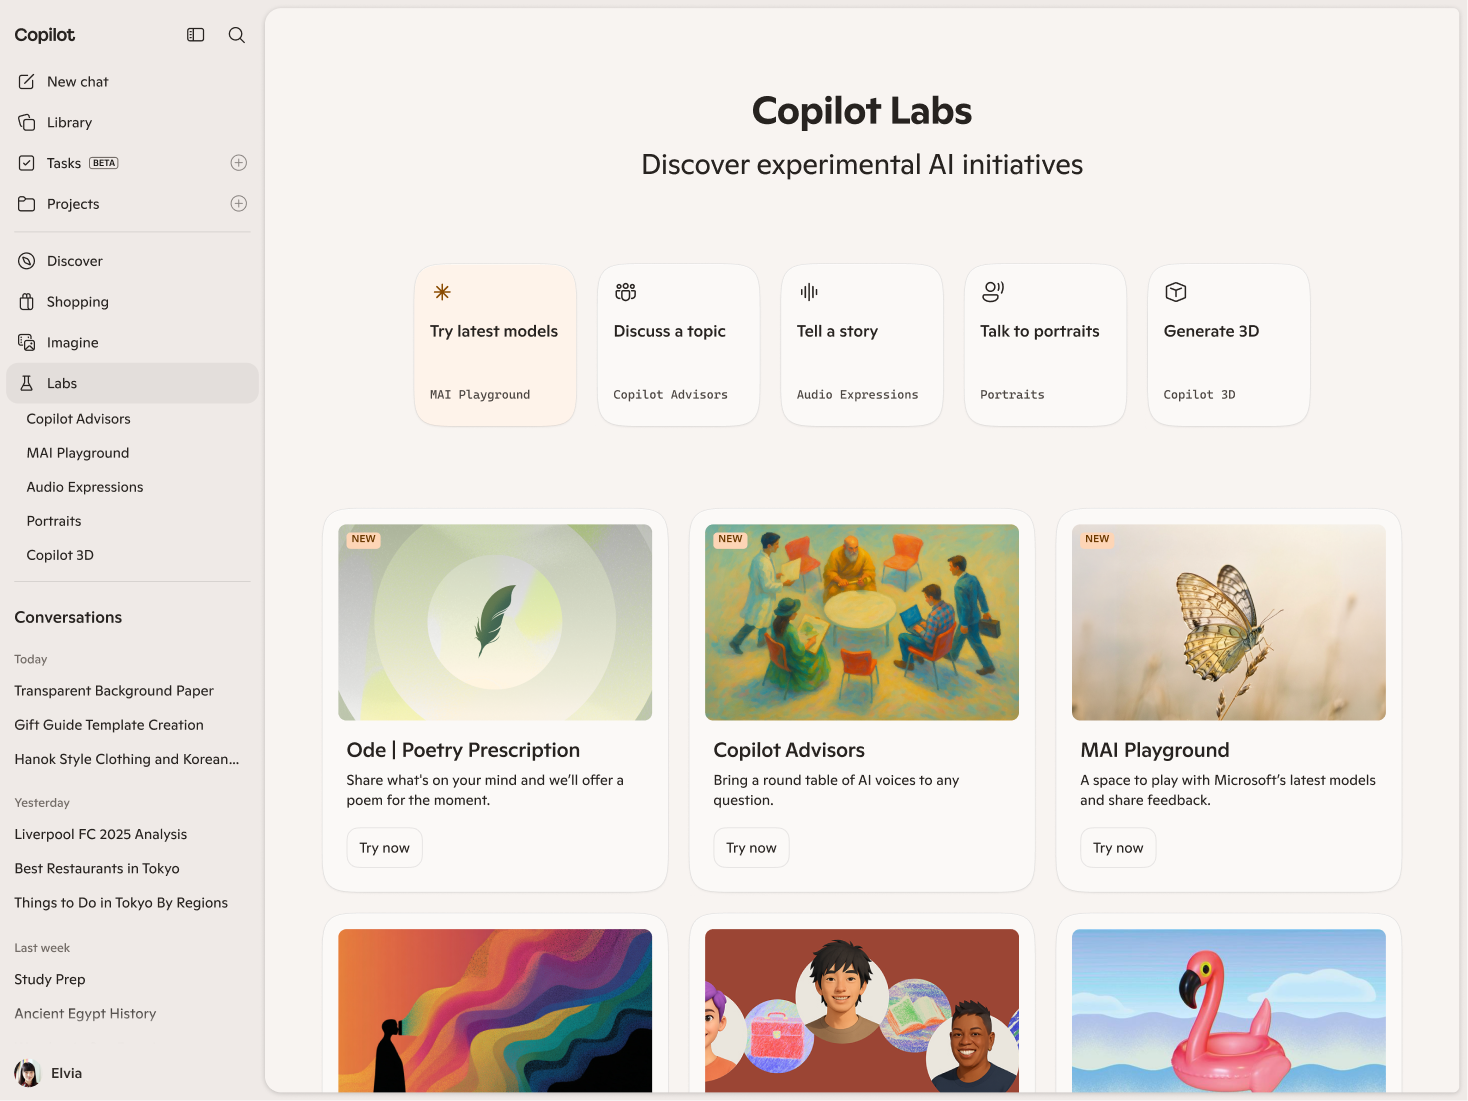 Copilot
New chat
Library
Tasks BETA
Projects
Discover
Shopping
Imagine
Labs
Copilot Advisors
MAI Playground
Audio Expressions
Portraits
Copilot 3D
Conversations
Today
Transparent Background Paper
Gift Guide Template Creation
Hanok Style Clothing and Korean...
Yesterday
Liverpool FC 2025 Analysis
Best Restaurants in Tokyo
Things to Do in Tokyo By Regions
Last week
Study Prep
Ancient Egypt History
Elvia
Copilot Labs
Discover experimental AI initiatives
Try latest models
MAI Playground
Discuss a topic
Copilot Advisors
Tell a story
Audio Expressions
Talk to portraits
Portraits
Generate 3D
Copilot 3D
NEW
Ode | Poetry Prescription
Share what's on your mind and we’ll offer a
poem for the moment.
Try now
NEW
Copilot Advisors
Bring a round table of AI voices to any
question.
Try now
NEW
MAI Playground
A space to play with Microsoft’s latest models
and share feedback.
Try now